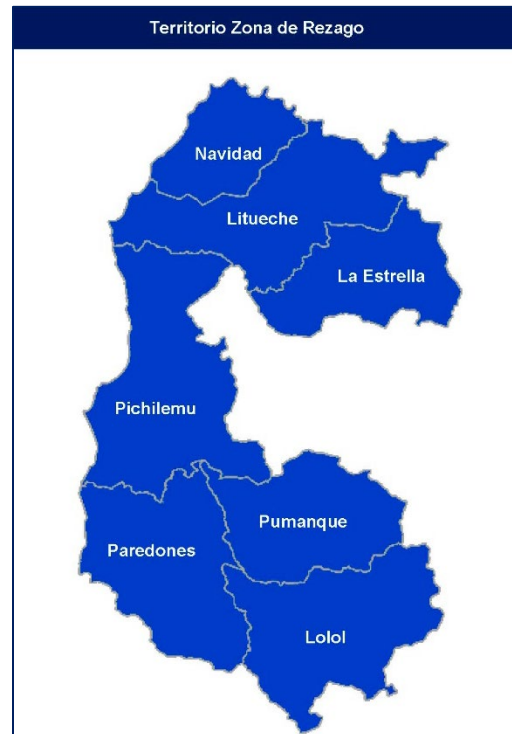 Territorio Zona de Rezago
Navidad
Litueche
La Estrella
Pichilemu
Pumanque
Paredones
Lolol